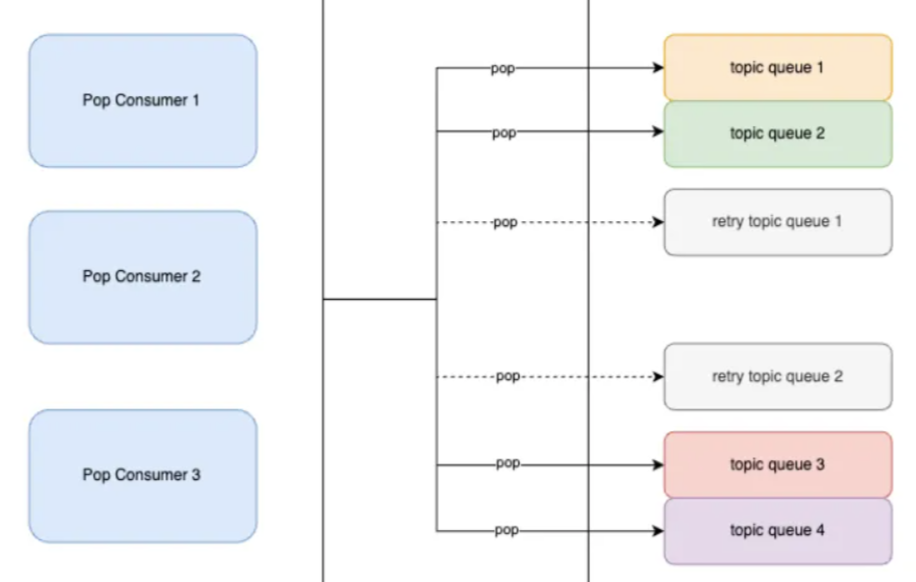 Pop Consumer 1
Pop Consumer 2
Pop Consumer 3
pop
pop
pop
pop
pop
pop
topic queue 1
topic queue 2
retry topic queue 1
retry topic queue 2
topic queue 3
topic queue 4